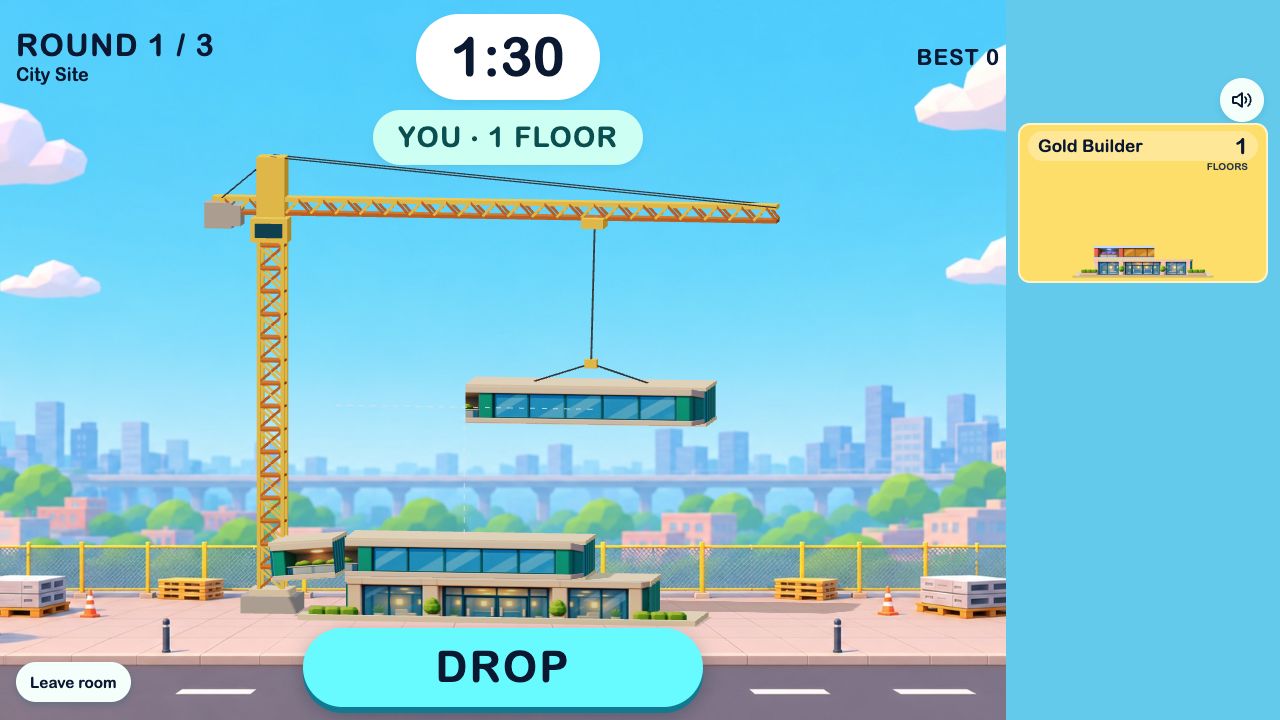 ROUND 1 / 3
City Site
1:30
YOU · 1 FLOOR
BEST 0
Gold Builder 1
FLOORS
DROP
Leave room